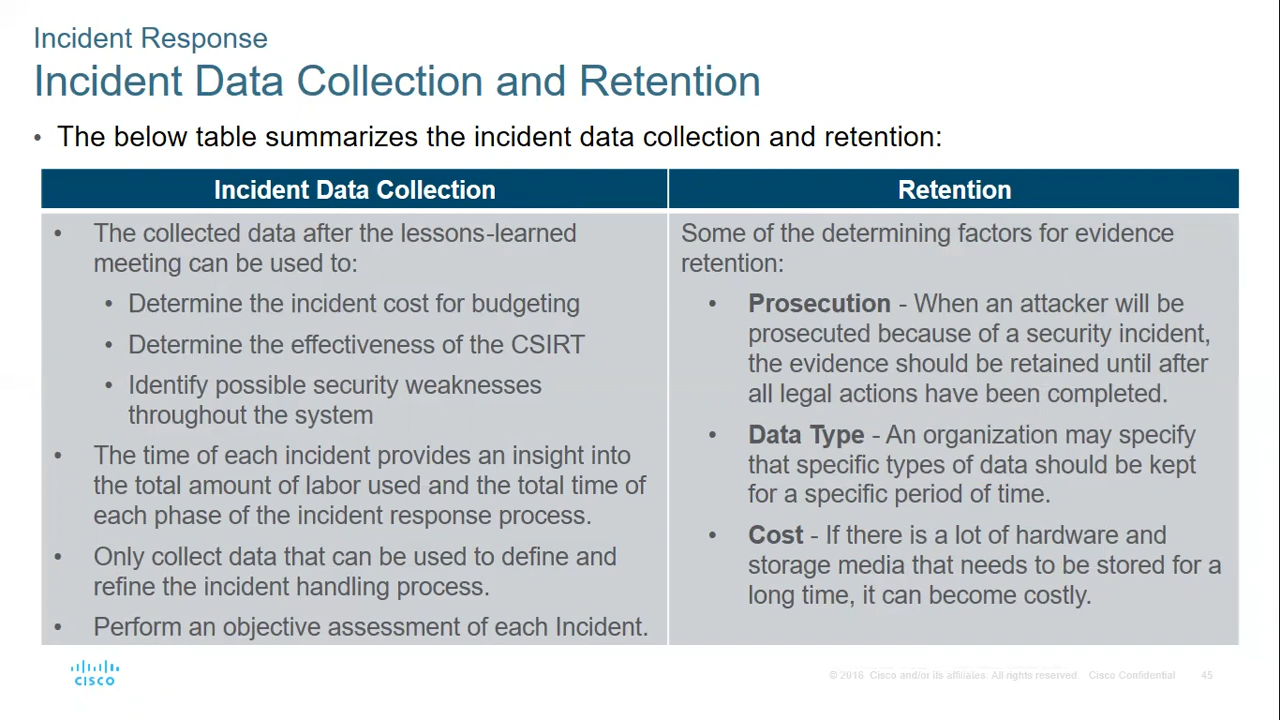 Incident Response
Incident Data Collection and Retention
• The below table summarizes the incident data collection and retention:
Incident Data Collection
• The collected data after the lessons-learned
meeting can be used to:
• Determine the incident cost for budgeting
• Determine the effectiveness of the CSIRT
• Identify possible security weaknesses
throughout the system
• The time of each incident provides an insight into
the total amount of labor used and the total time of
each phase of the incident response process.
• Only collect data that can be used to define and
refine the incident handling process.
• Perform an objective assessment of each Incident.
Retention
Some of the determining factors for evidence
retention:
• Prosecution - When an attacker will be
prosecuted because of a security incident,
the evidence should be retained until after
all legal actions have been completed.
• Data Type - An organization may specify
that specific types of data should be kept
for a specific period of time.
• Cost - If there is a lot of hardware and
storage media that needs to be stored for a
long time, it can become costly.
CISCO
© 2016 Cisco and/or its affiliates. All rights reserved. Cisco Confidential 45